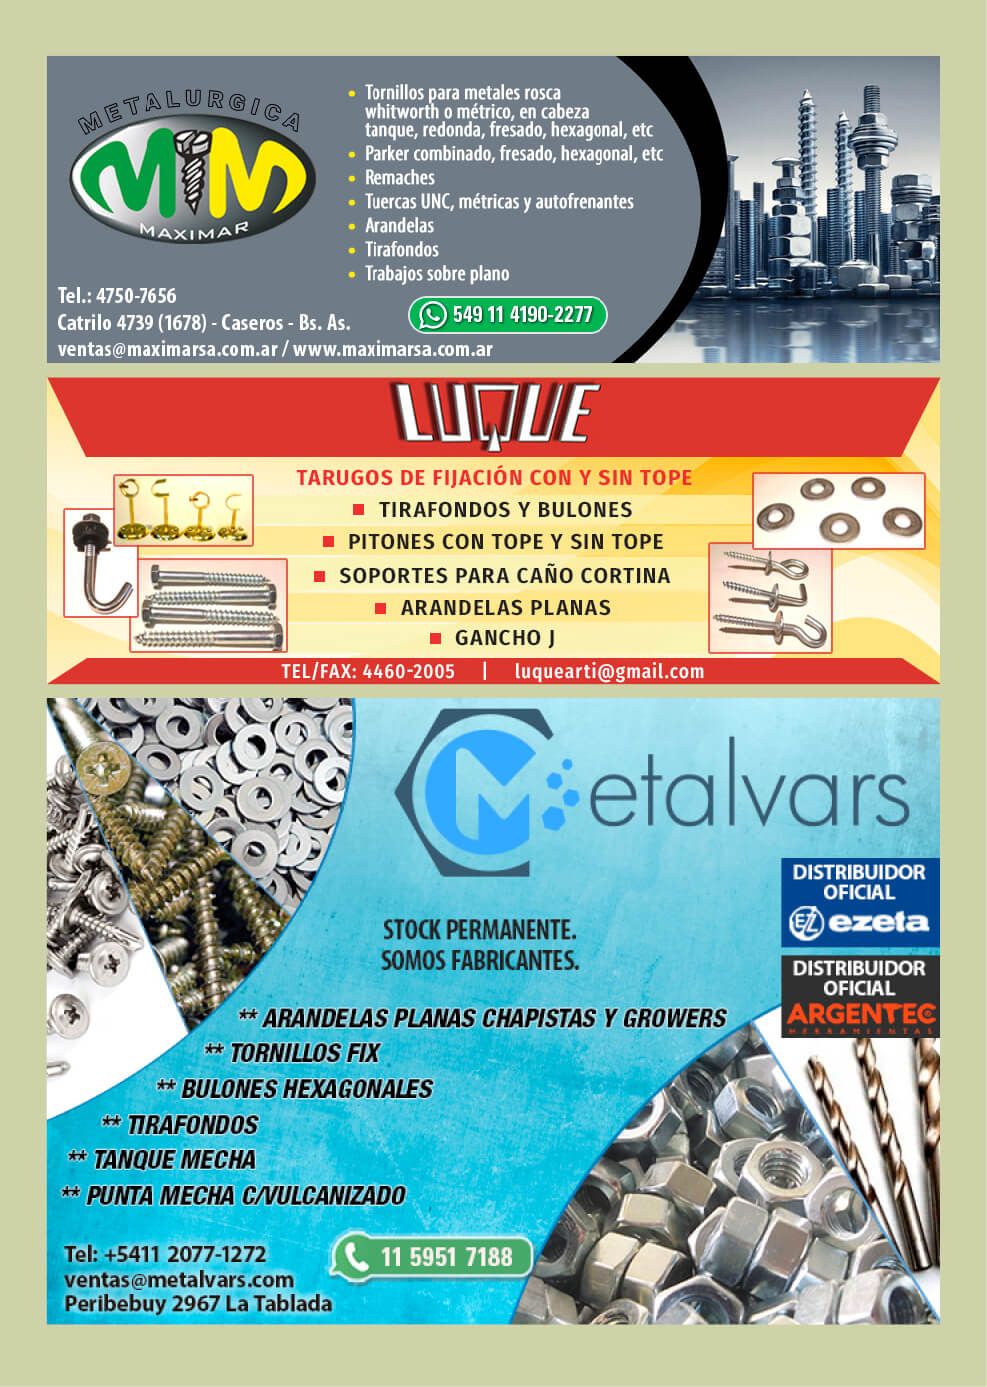 METALURGICA
MM
MAXIMAR
• Tornillos para metales rosca
whitworth o métrico, en cabeza
tanque, redonda, fresado, hexagonal, etc
• Parker combinado, fresado, hexagonal, etc
• Remaches
• Tuercas UNC, métricas y autofrenantes
• Arandelas
• Tirafondos
• Trabajos sobre plano
Tel.: 4750-7656
Catrilo 4739 (1678) - Caseros - Bs. As.
ventas@maximarsa.com.ar / www.maximarsa.com.ar
549 11 4190-2277
LUQUE
TARUGOS DE FIJACIÓN CON Y SIN TOPE
TIRAFONDOS Y BULONES
PITONES CON TOPE Y SIN TOPE
SOPORTES PARA CAÑO CORTINA
ARANDELAS PLANAS
GANCHO J
TEL/FAX: 4460-2005 | luquearti@gmail.com
Metalvars
DISTRIBUIDOR
OFICIAL
EZ ezeta
DISTRIBUIDOR
OFICIAL
ARGENTEC
HERRAMIENTAS
STOCK PERMANENTE.
SOMOS FABRICANTES.
** ARANDELAS PLANAS CHAPISTAS Y GROWERS
** TORNILLOS FIX
** BULONES HEXAGONALES
** TIRAFONDOS
** TANQUE MECHA
** PUNTA MECHA C/VULCANIZADO
Tel: +5411 2077-1272
ventas@metalvars.com
Peribebuy 2967 La Tablada
11 5951 7188